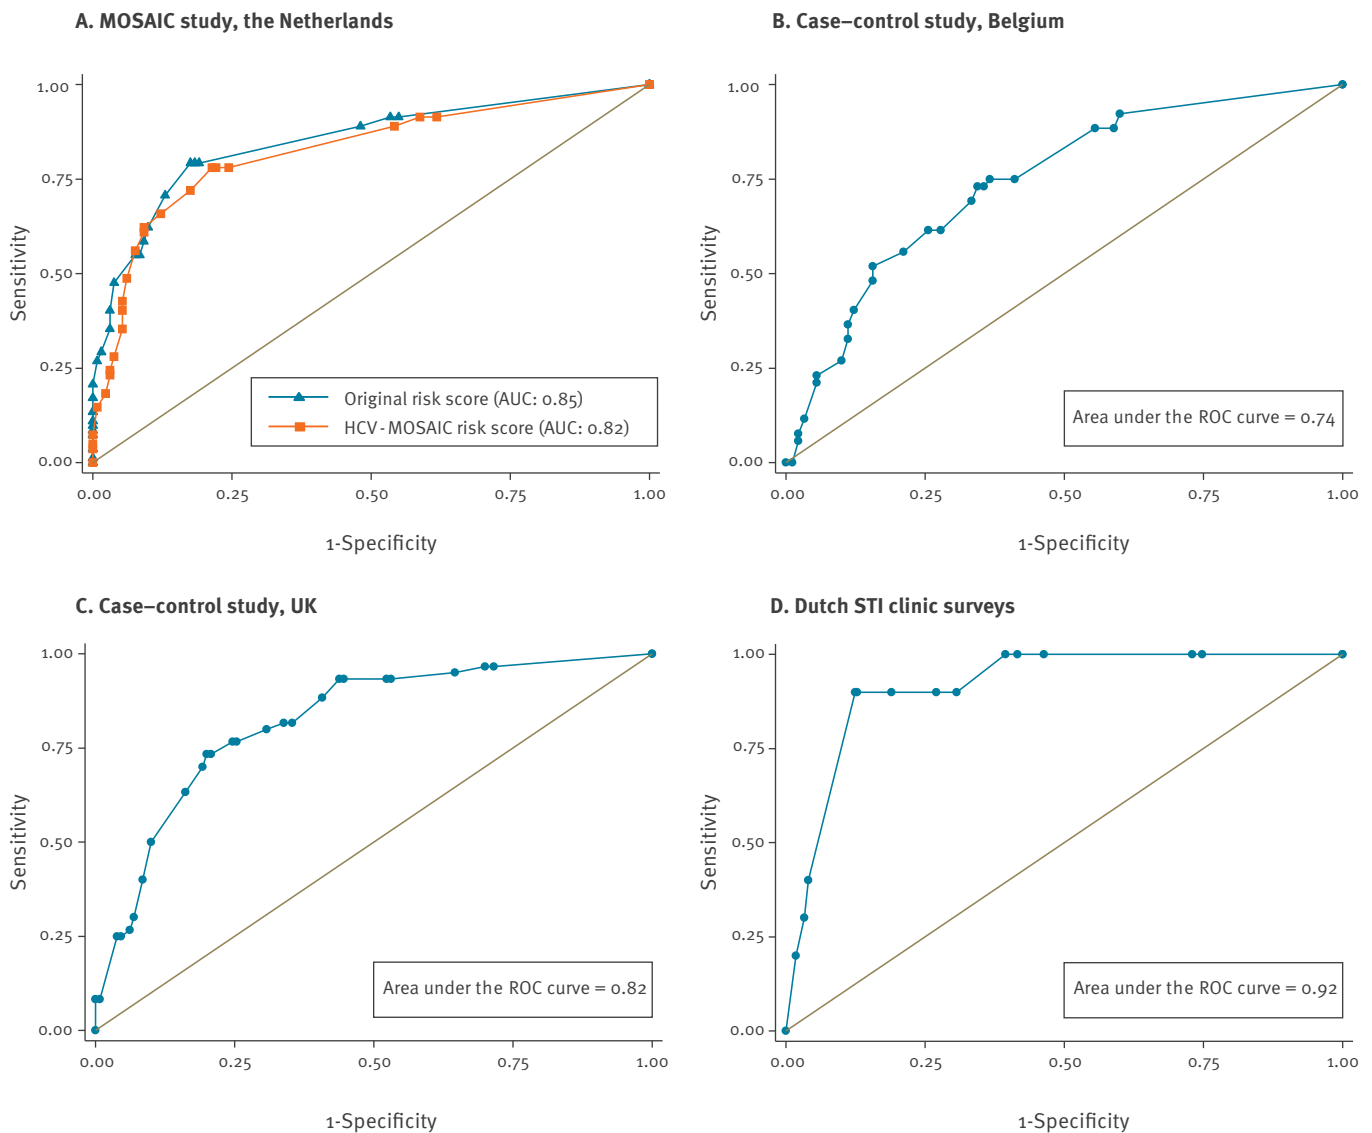 A. MOSAIC study, the Netherlands
1.00
0.75
0.50
0.25
0.00
Sensitivity
Original risk score (AUC: 0.85)
HCV-MOSAIC risk score (AUC: 0.82)
0.00 0.25 0.50 0.75 1.00
1-Specificity
B. Case–control study, Belgium
1.00
0.75
0.50
0.25
0.00
Sensitivity
Area under the ROC curve = 0.74
0.00 0.25 0.50 0.75 1.00
1-Specificity
C. Case–control study, UK
1.00
0.75
0.50
0.25
0.00
Sensitivity
Area under the ROC curve = 0.82
0.00 0.25 0.50 0.75 1.00
1-Specificity
D. Dutch STI clinic surveys
1.00
0.75
0.50
0.25
0.00
Sensitivity
Area under the ROC curve = 0.92
0.00 0.25 0.50 0.75 1.00
1-Specificity